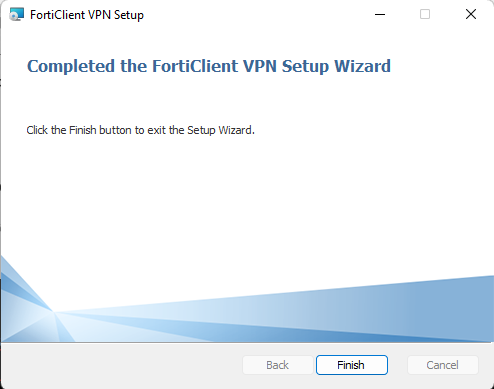 FortiClient VPN Setup
Completed the FortiClient VPN Setup Wizard
Click the Finish button to exit the Setup Wizard.
Back
Finish
Cancel